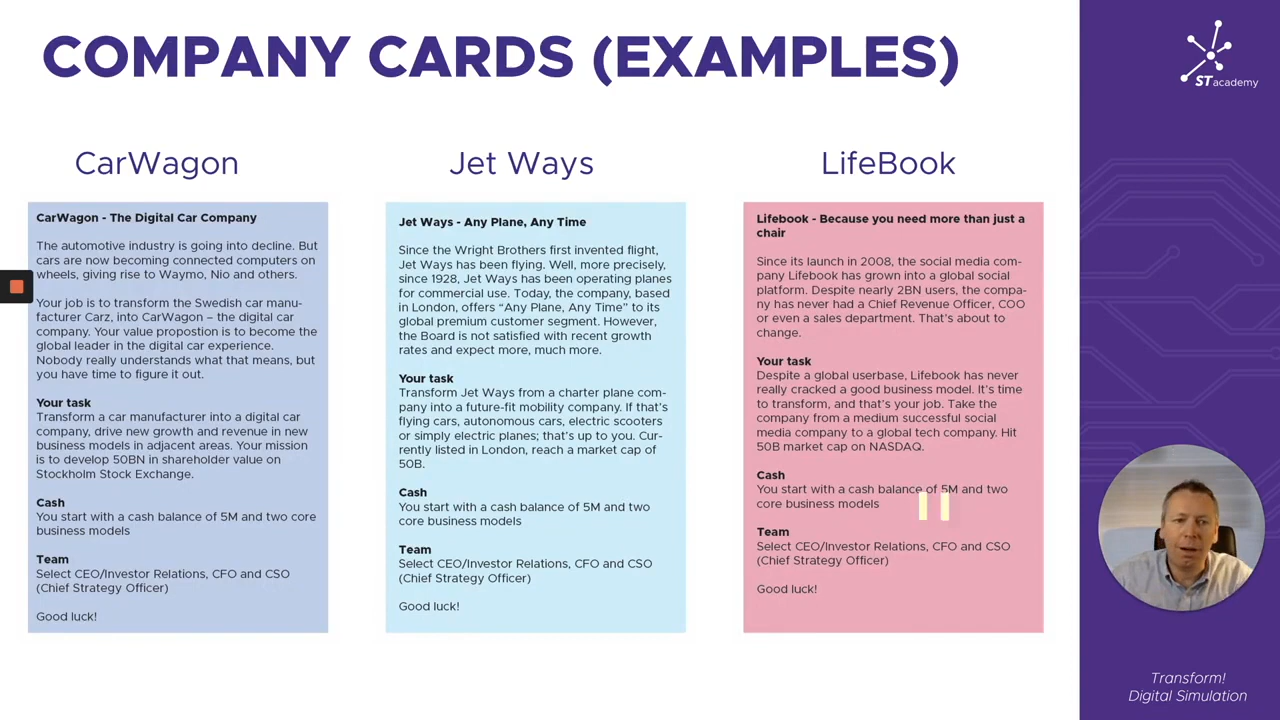 COMPANY CARDS (EXAMPLES)
ST academy
CarWagon
Jet Ways
LifeBook
CarWagon - The Digital Car Company
The automotive industry is going into decline. But
cars are now becoming connected computers on
wheels, giving rise to Waymo, Nio and others.
Your job is to transform the Swedish car manu-
facturer Carz, into CarWagon – the digital car
company. Your value propostion is to become the
global leader in the digital car experience.
Nobody really understands what that means, but
you have time to figure it out.
Your task
Transform a car manufacturer into a digital car
company, drive new growth and revenue in new
business models in adjacent areas. Your mission
is to develop 50BN in shareholder value on
Stockholm Stock Exchange.
Cash
You start with a cash balance of 5M and two core
business models
Team
Select CEO/Investor Relations, CFO and CSO
(Chief Strategy Officer)
Good luck!
Jet Ways - Any Plane, Any Time
Since the Wright Brothers first invented flight,
Jet Ways has been flying. Well, more precisely,
since 1928, Jet Ways has been operating planes
for commercial use. Today, the company, based
in London, offers “Any Plane, Any Time” to its
global premium customer segment. However,
the Board is not satisfied with recent growth
rates and expect more, much more.
Your task
Transform Jet Ways from a charter plane com-
pany into a future-fit mobility company. If that’s
flying cars, autonomous cars, electric scooters
or simply electric planes; that’s up to you. Cur-
rently listed in London, reach a market cap of
50B.
Cash
You start with a cash balance of 5M and two
core business models
Team
Select CEO/Investor Relations, CFO and CSO
(Chief Strategy Officer)
Good luck!
Lifebook - Because you need more than just a
chair
Since its launch in 2008, the social media com-
pany Lifebook has grown into a global social
platform. Despite nearly 2BN users, the compa-
ny has never had a Chief Revenue Officer, COO
or even a sales department. That’s about to
change.
Your task
Despite a global userbase, Lifebook has never
really cracked a good business model. It’s time
to transform, and that’s your job. Take the
company from a medium successful social
media company to a global tech company. Hit
50B market cap on NASDAQ.
Cash
You start with a cash balance of 5M and two
core business models
Team
Select CEO/Investor Relations, CFO and CSO
(Chief Strategy Officer)
Good luck!
Transform!
Digital Simulation